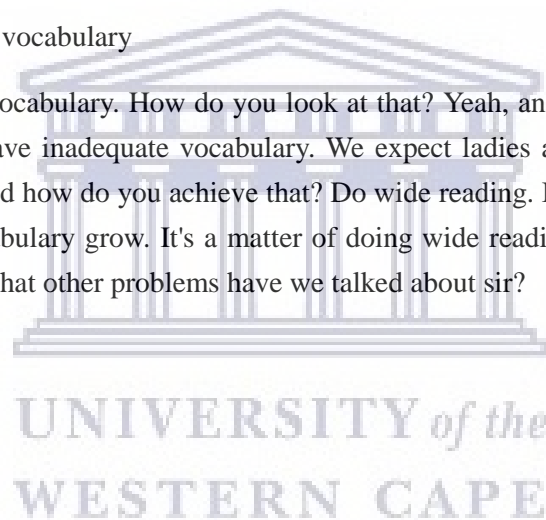 vocabulary
ocabulary. How do you look at that? Yeah, an
ave inadequate vocabulary. We expect ladies a
d how do you achieve that? Do wide reading.
bulary grow. It's a matter of doing wide readi
hat other problems have we talked about sir?
UNIVERSITY of the
WESTERN CAPE